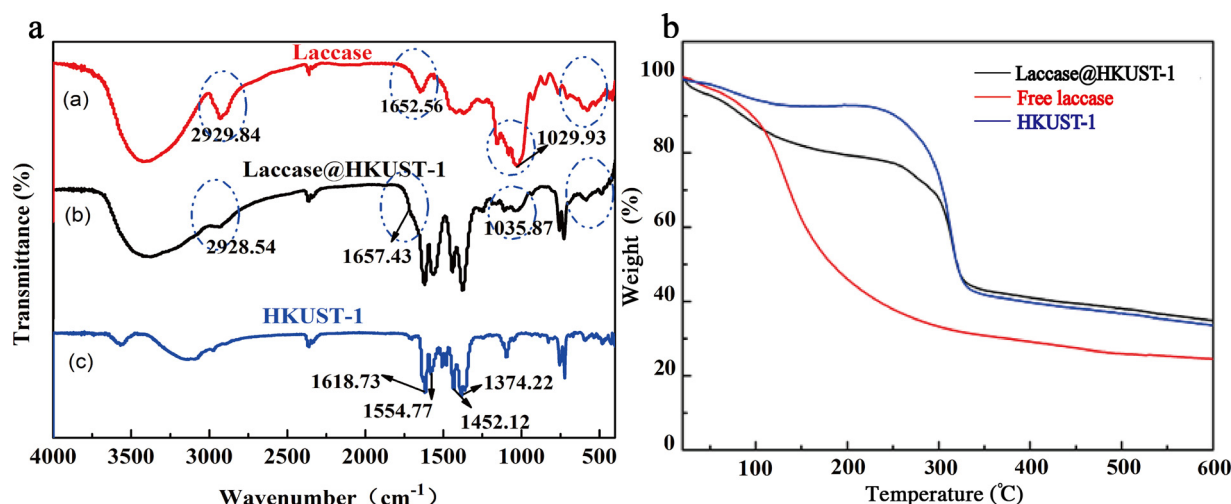 a
Laccase
(a)
2929.84
1652.56
1029.93
Laccase@HKUST-1
(b)
2928.54
1657.43
1035.87
HKUST-1
(c)
1618.73
1554.77
1452.12
1374.22
Transmittance (%)
4000 3500 3000 2500 2000 1500 1000 500
Wavenumber (cm⁻¹)
b
Laccase@HKUST-1
Free laccase
HKUST-1
Weight (%)
100
80
60
40
20
0
100 200 300 400 500 600
Temperature (℃)